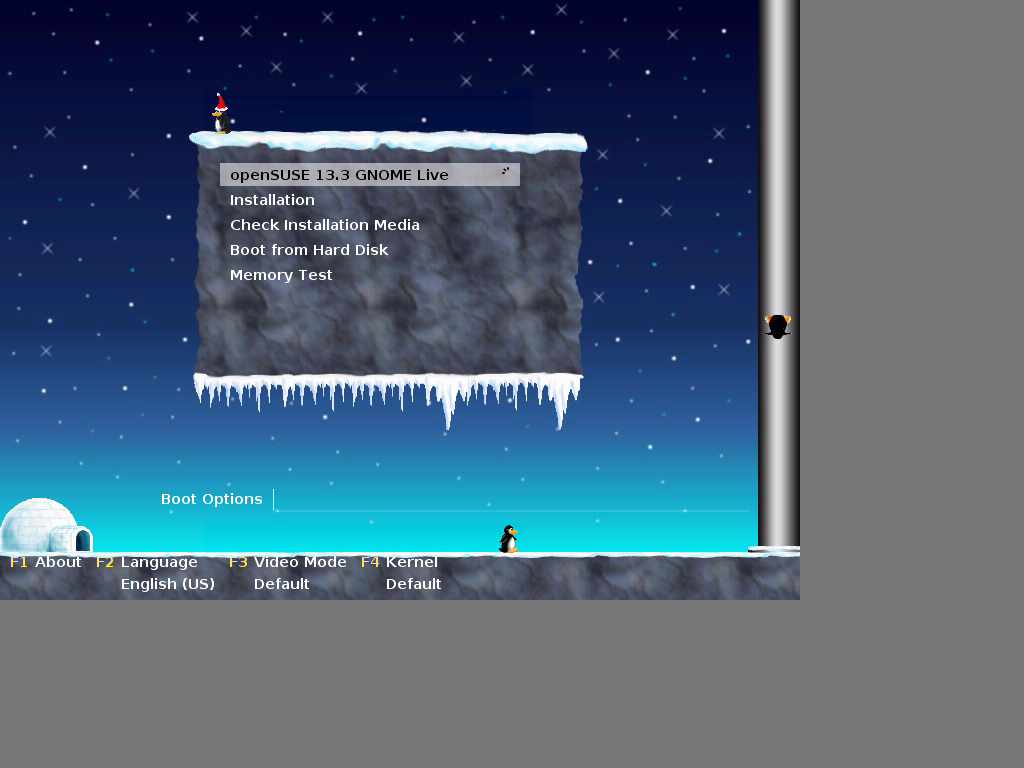 openSUSE 13.3 GNOME Live
Installation
Check Installation Media
Boot from Hard Disk
Memory Test
Boot Options
F1 About F2 Language F3 Video Mode F4 Kernel
English (US) Default Default